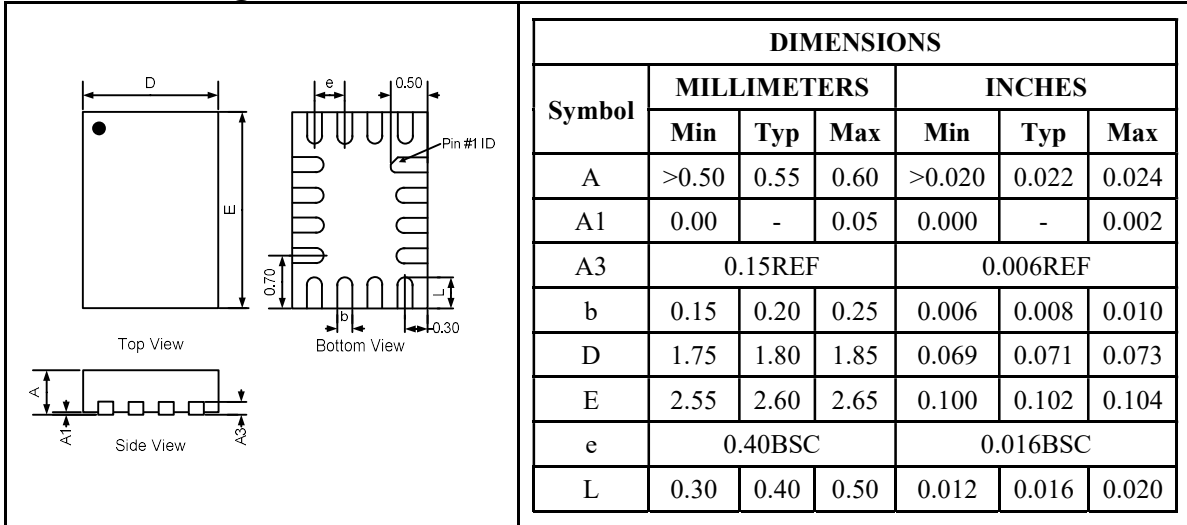 D
E
Top View
A
A1
A3
Side View
e
0.50
Pin #1 ID
0.70
b
L
0.30
Bottom View
DIMENSIONS
Symbol MILLIMETERS INCHES
Min Typ Max Min Typ Max
A >0.50 0.55 0.60 >0.020 0.022 0.024
A1 0.00 - 0.05 0.000 - 0.002
A3 0.15REF 0.006REF
b 0.15 0.20 0.25 0.006 0.008 0.010
D 1.75 1.80 1.85 0.069 0.071 0.073
E 2.55 2.60 2.65 0.100 0.102 0.104
e 0.40BSC 0.016BSC
L 0.30 0.40 0.50 0.012 0.016 0.020